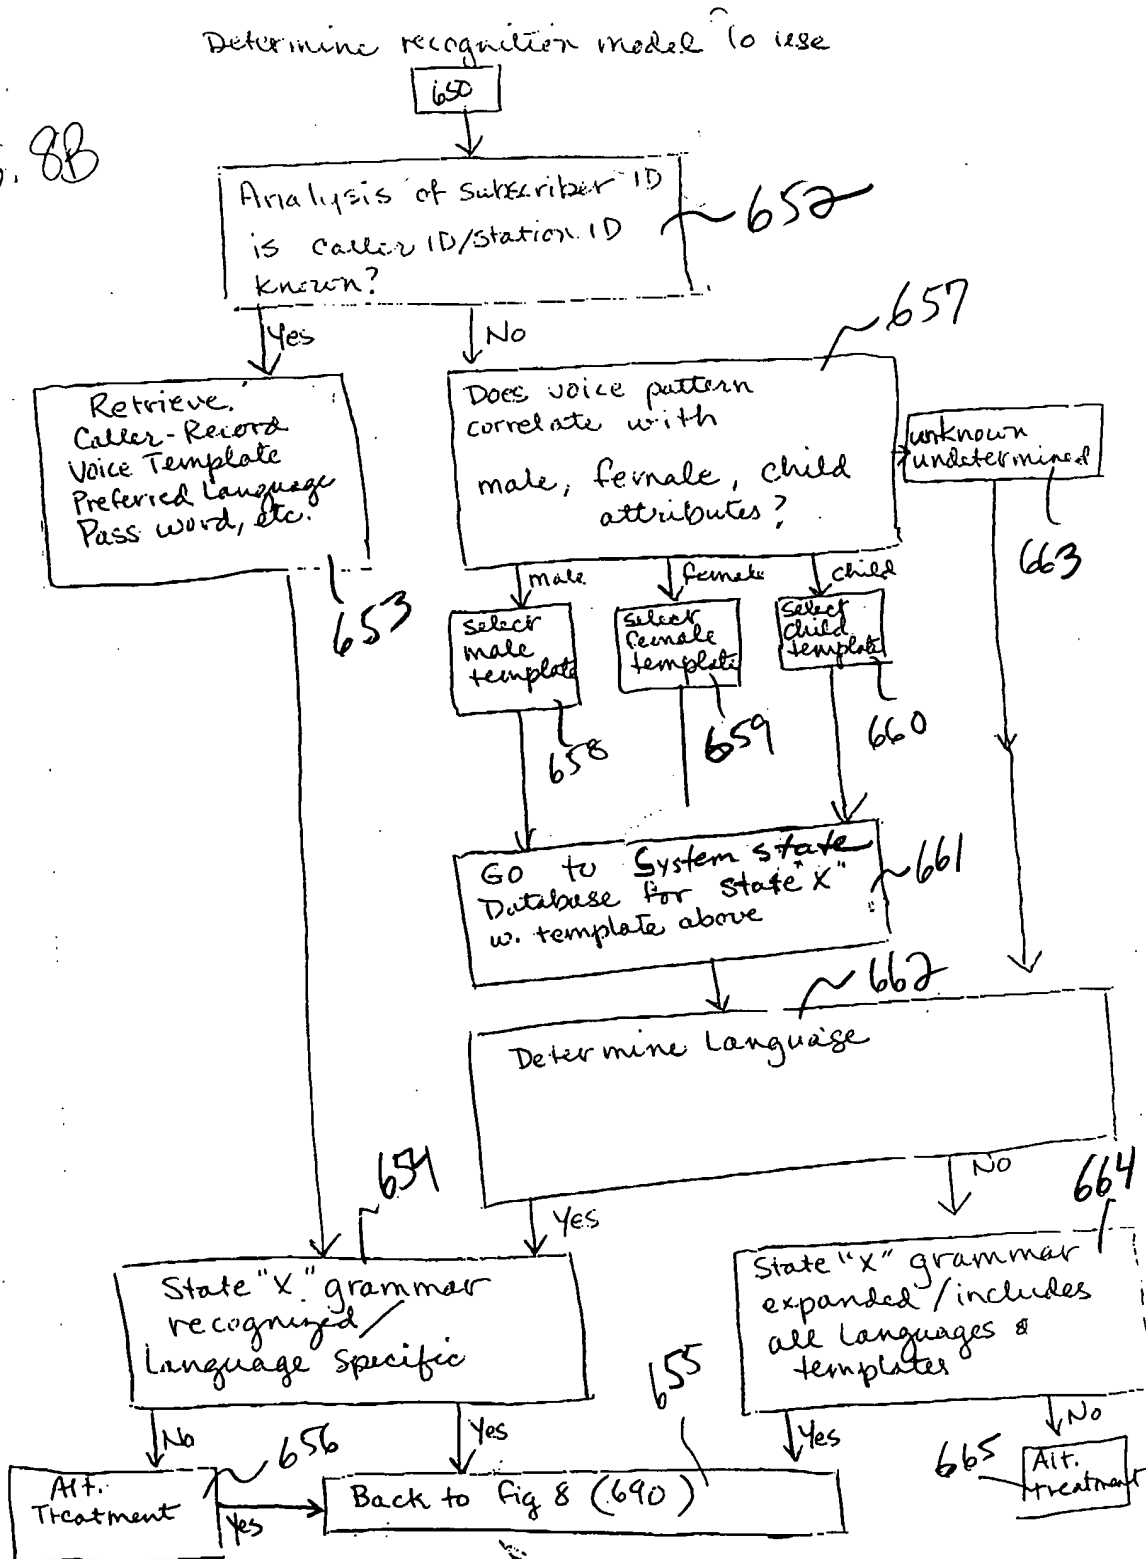 Determine recognition model to use
650
8B
Analysis of subscriber ID
is caller ID/station ID
known?
652
Yes
No
657
Retrieve.
Caller-Record
Voice Template
Preferred Language
Pass word, etc.
653
Does voice pattern
correlate with
male, female, child
attributes?
unknown
undetermined
663
male
female
child
select
male
template
select
female
template
select
child
template
658
659
660
Go to System state
Database for State "X"
w. template above
661
662
Determine Language
654
Yes
No
664
State "X" grammar
recognized/
Language Specific
State "X" grammar
expanded/includes
all languages &
templates
655
No
Yes
Yes
No
656
Alt.
Treatment
Yes
Back to fig 8 (690)
665
Alt.
treatment